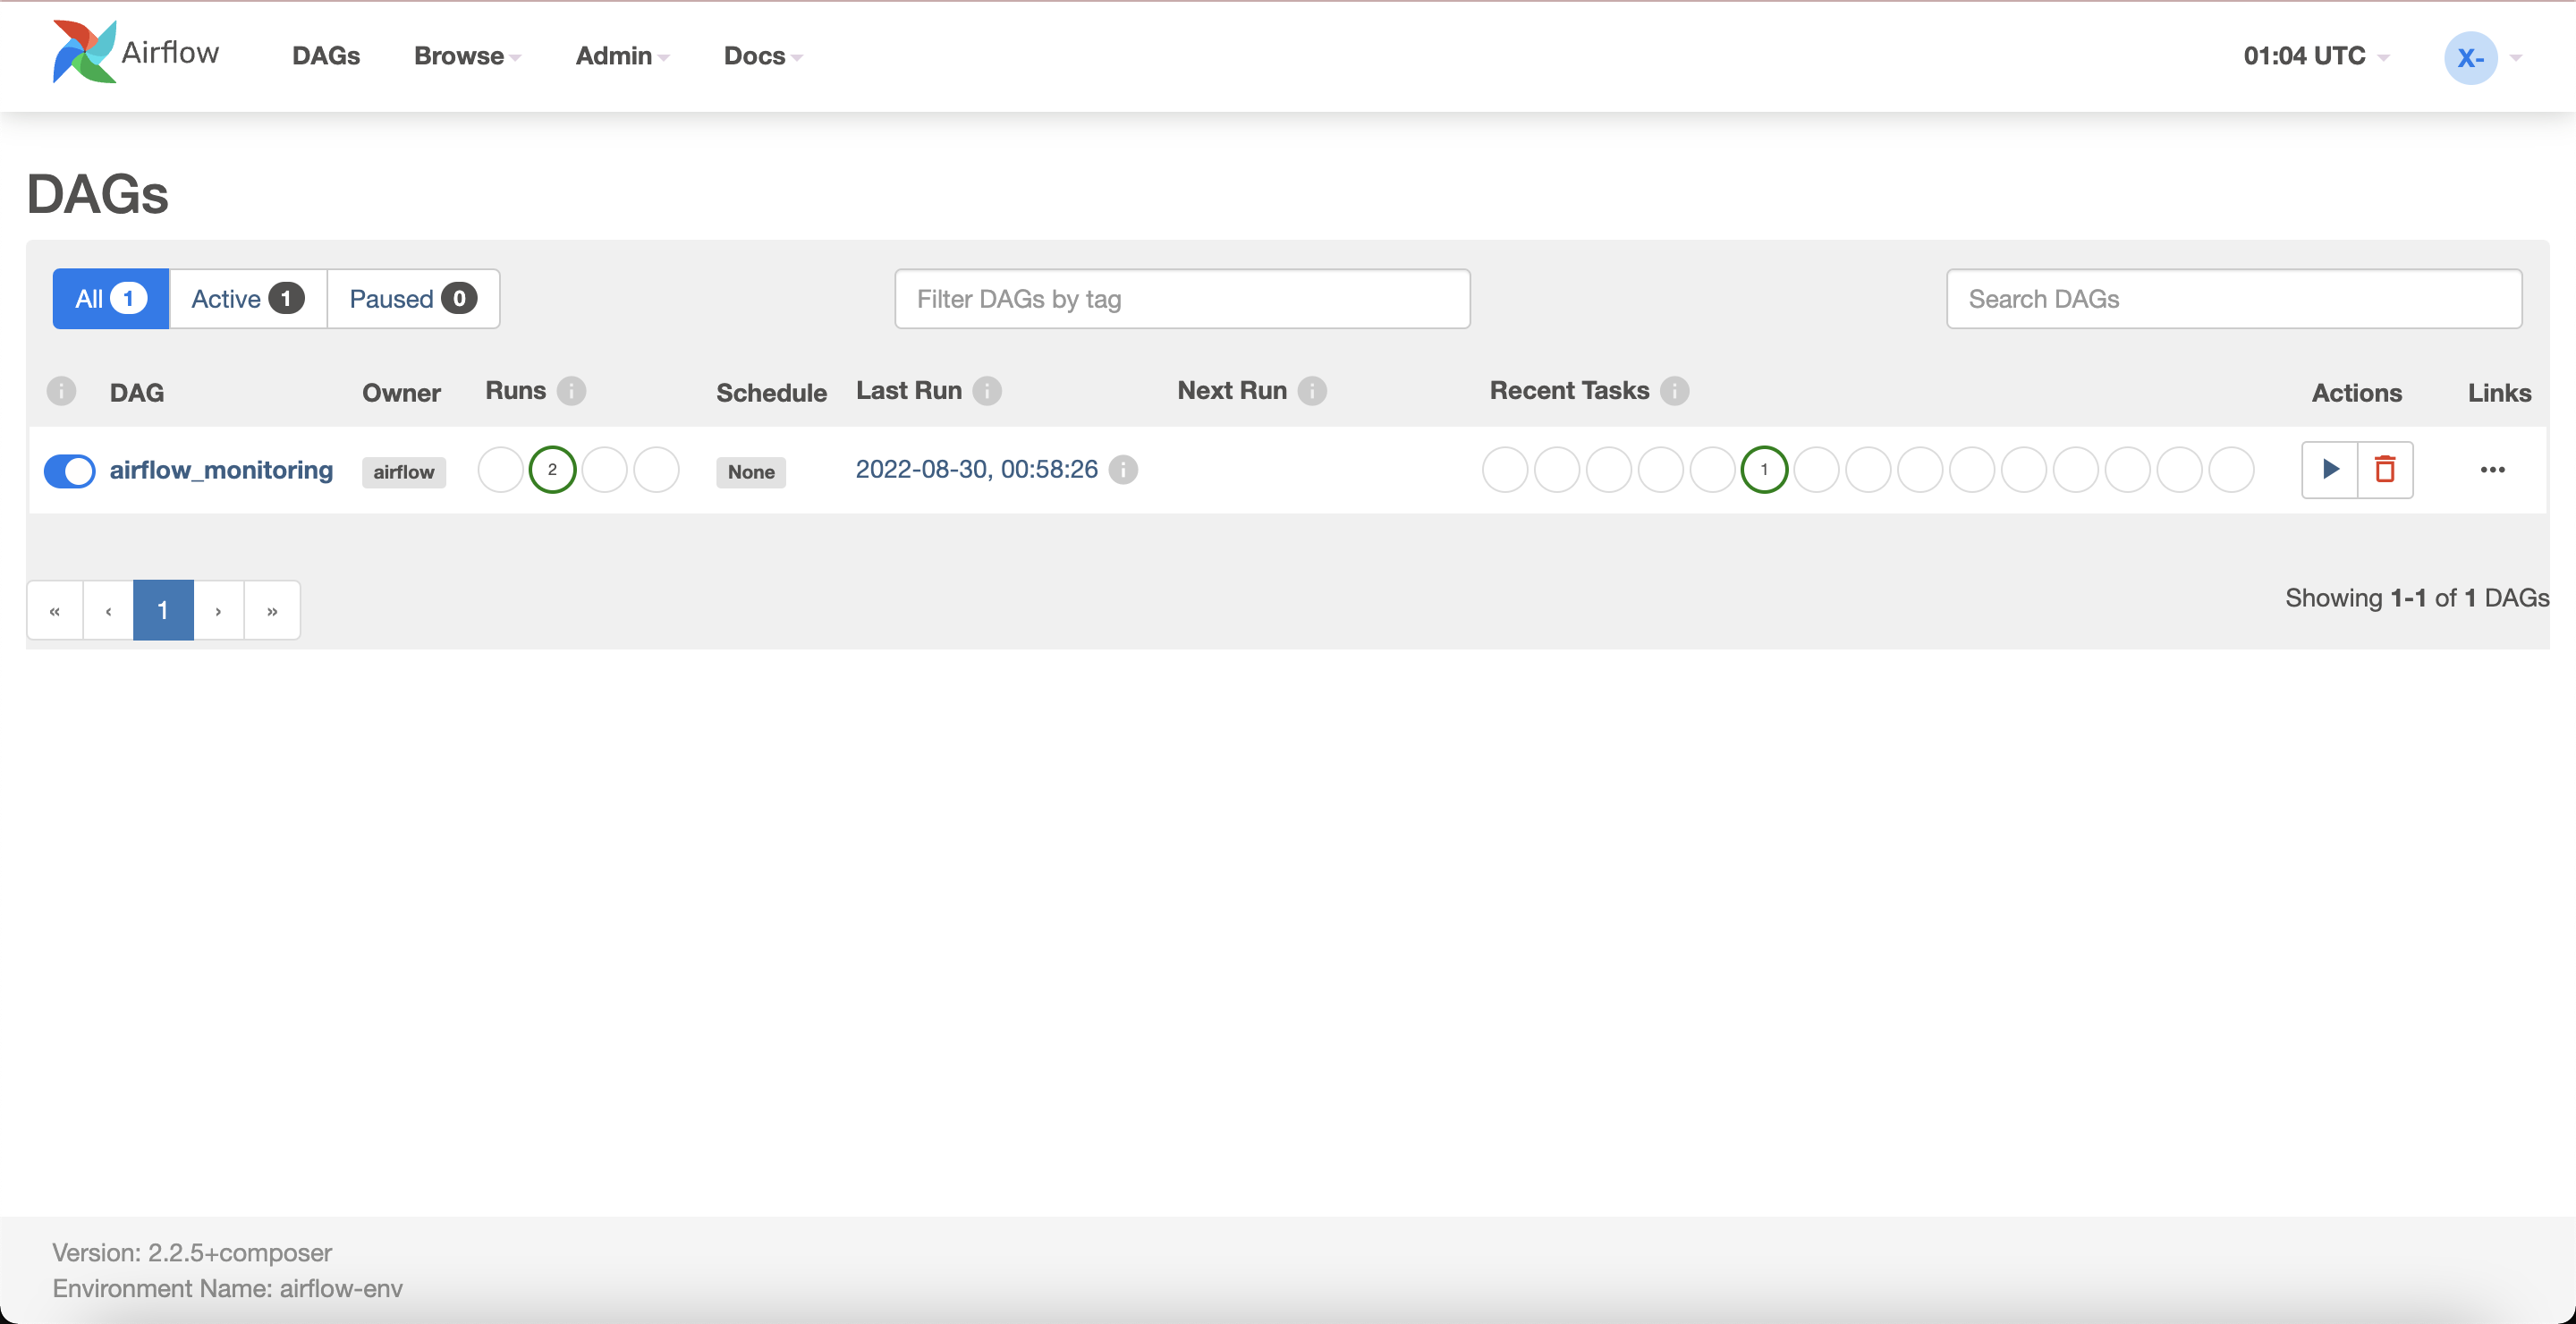 Airflow DAGs Browse Admin Docs 01:04 UTC X-
DAGs
All 1 Active 1 Paused 0 Filter DAGs by tag Search DAGs
i DAG Owner Runs i Schedule Last Run i Next Run i Recent Tasks i Actions Links
airflow_monitoring airflow 2 None 2022-08-30, 00:58:26 i 1 •••
« ‹ 1 › » Showing 1-1 of 1 DAGs
Version: 2.2.5+composer
Environment Name: airflow-env